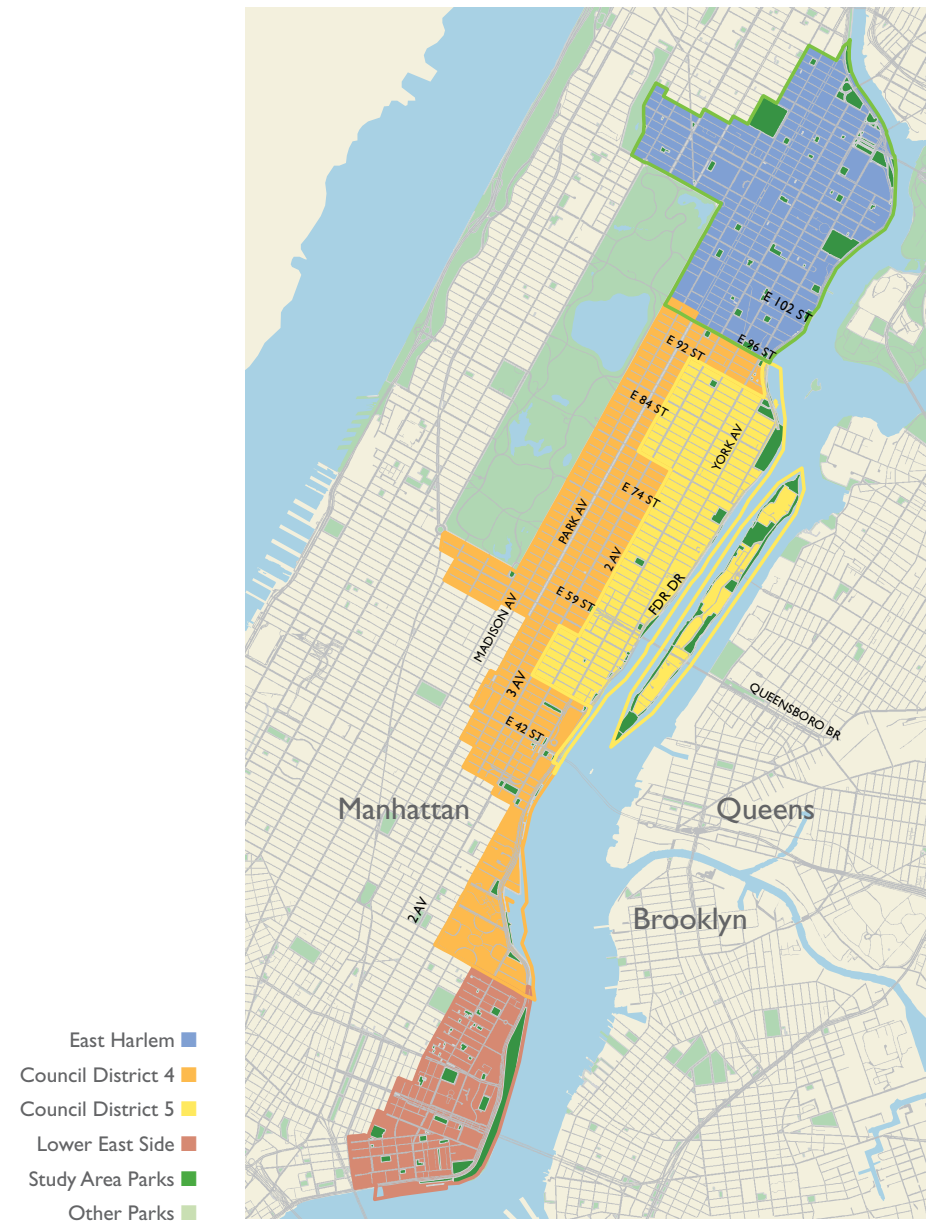 E 102 ST
E 96 ST
E 92 ST
E 84 ST
YORK AV
E 74 ST
PARK AV
2 AV
E 59 ST
FDR DR
MADISON AV
3 AV
QUEENSBORO BR
E 42 ST
Manhattan
Queens
2 AV
Brooklyn
East Harlem
Council District 4
Council District 5
Lower East Side
Study Area Parks
Other Parks